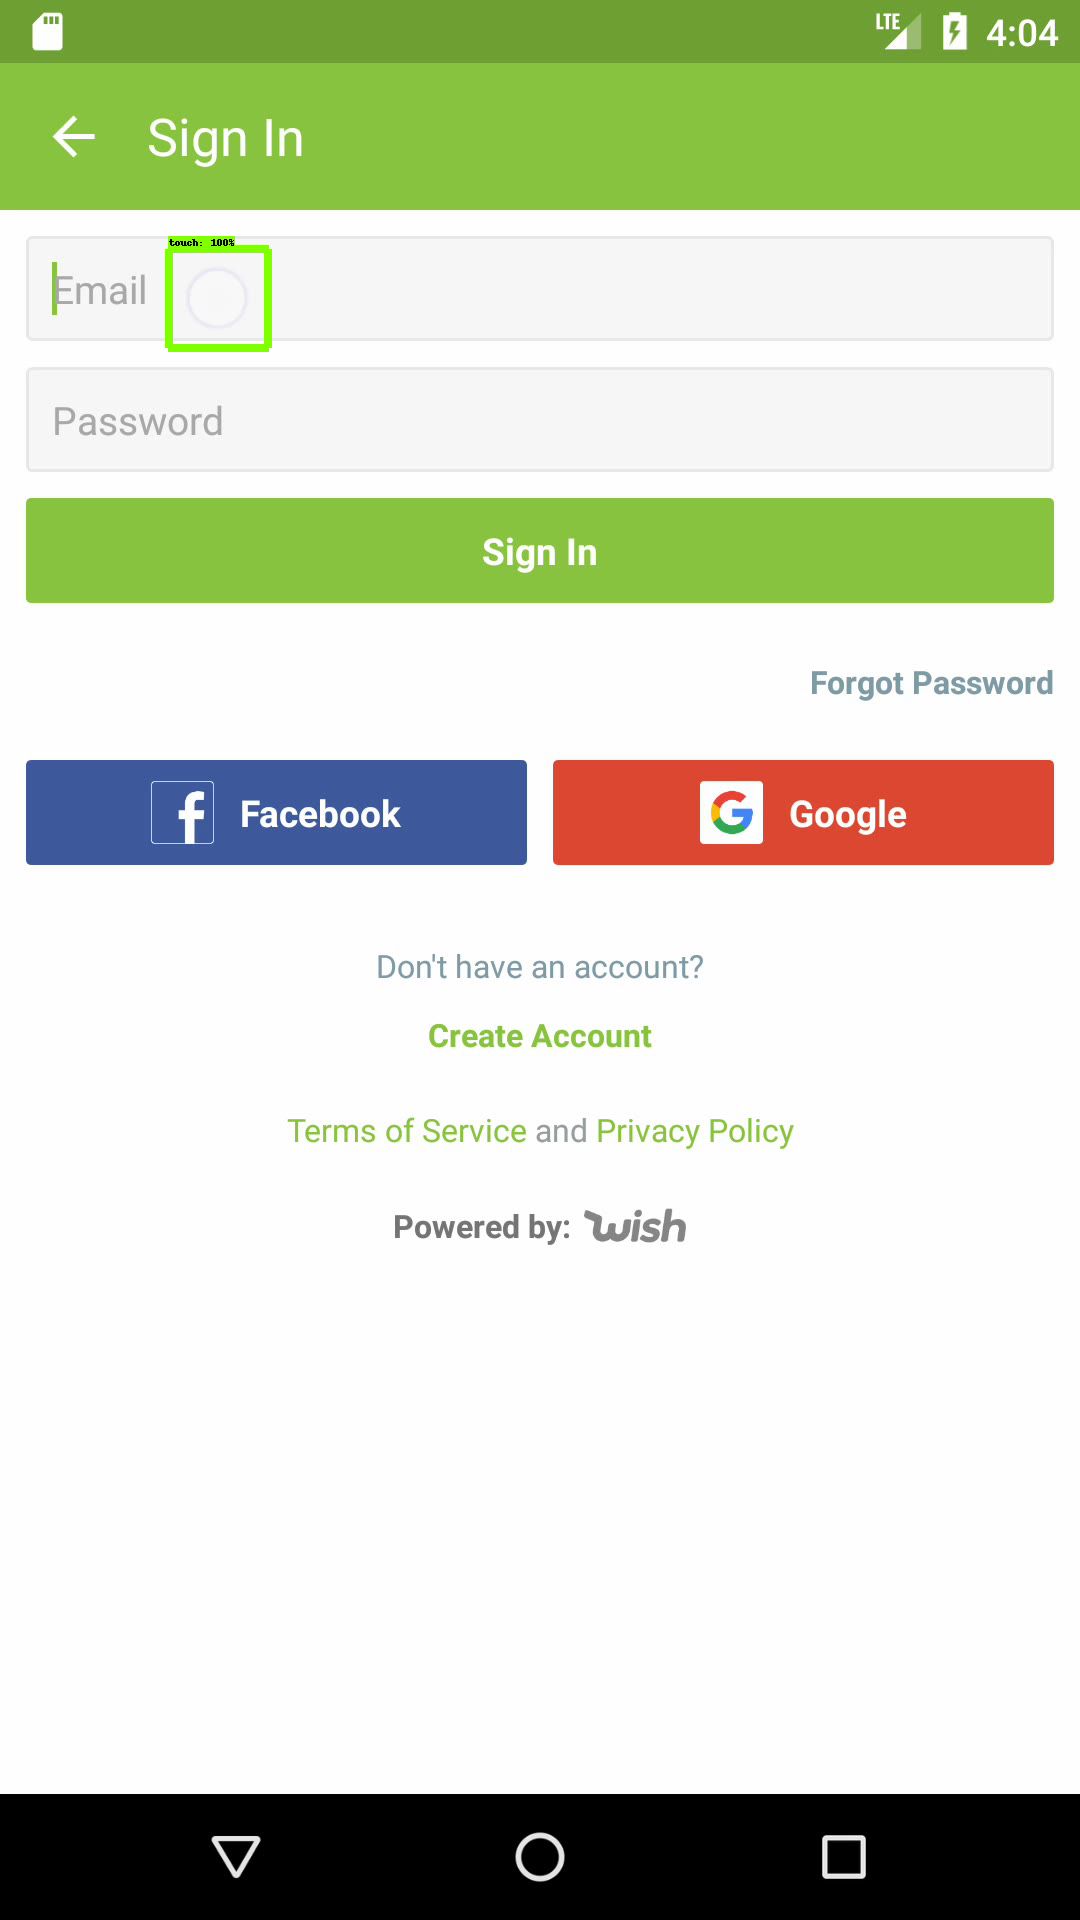 LTE 4:04
Sign In
touch: 100%
Email
Password
Sign In
Forgot Password
Facebook Google
Don't have an account?
Create Account
Terms of Service and Privacy Policy
Powered by: wish